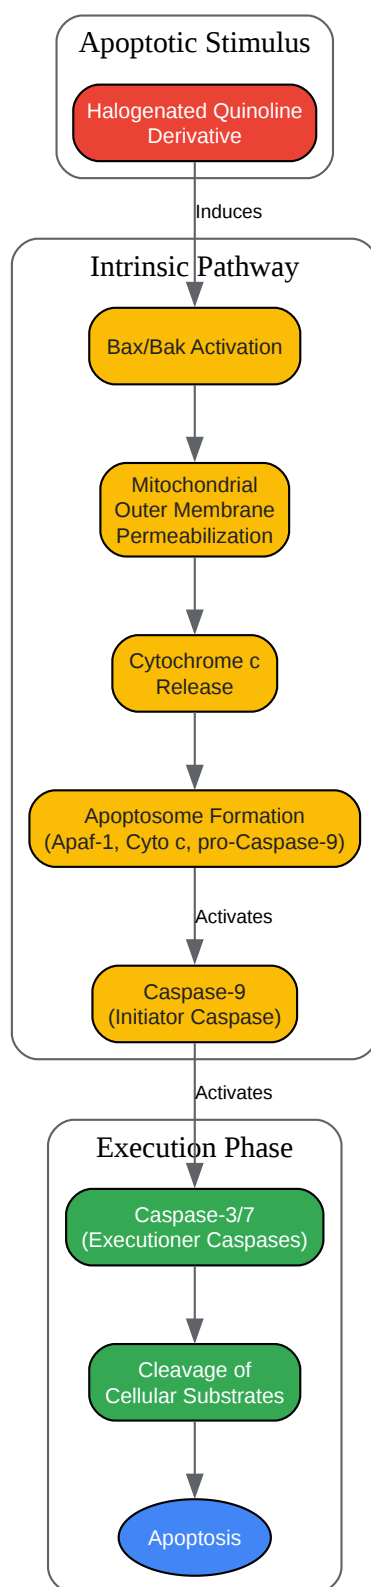 Apoptotic Stimulus
Halogenated Quinoline
Derivative
Induces
Intrinsic Pathway
Bax/Bak Activation
Mitochondrial
Outer Membrane
Permeabilization
Cytochrome c
Release
Apoptosome Formation
(Apaf-1, Cyto c, pro-Caspase-9)
Activates
Caspase-9
(Initiator Caspase)
Activates
Execution Phase
Caspase-3/7
(Executioner Caspases)
Cleavage of
Cellular Substrates
Apoptosis